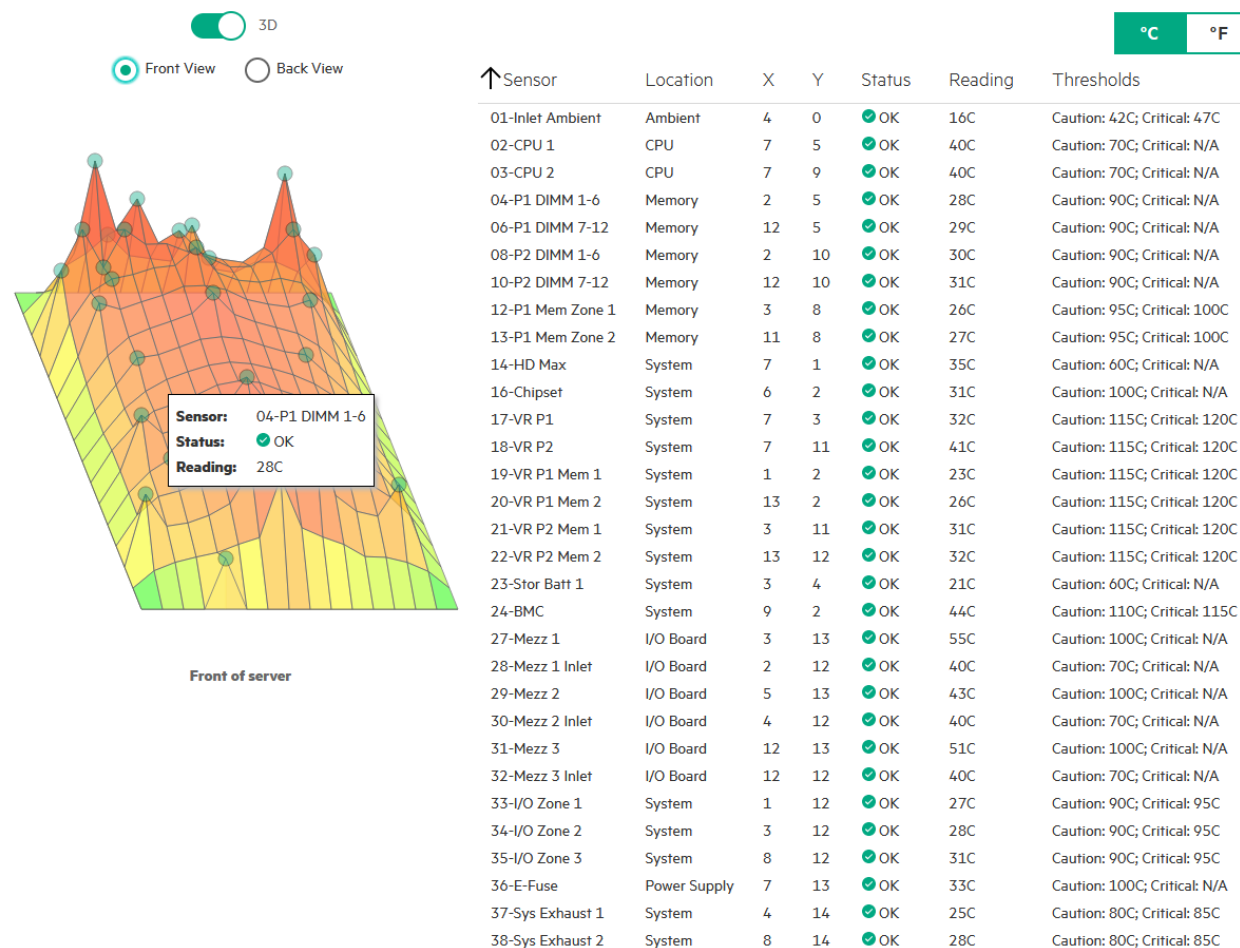 3D
Front View Back View
Sensor: 04-P1 DIMM 1-6
Status: OK
Reading: 28C
Front of server
°C °F
Sensor Location X Y Status Reading Thresholds
01-Inlet Ambient Ambient 4 0 OK 16C Caution: 42C; Critical: 47C
02-CPU 1 CPU 7 5 OK 40C Caution: 70C; Critical: N/A
03-CPU 2 CPU 7 9 OK 40C Caution: 70C; Critical: N/A
04-P1 DIMM 1-6 Memory 2 5 OK 28C Caution: 90C; Critical: N/A
06-P1 DIMM 7-12 Memory 12 5 OK 29C Caution: 90C; Critical: N/A
08-P2 DIMM 1-6 Memory 2 10 OK 30C Caution: 90C; Critical: N/A
10-P2 DIMM 7-12 Memory 12 10 OK 31C Caution: 90C; Critical: N/A
12-P1 Mem Zone 1 Memory 3 8 OK 26C Caution: 95C; Critical: 100C
13-P1 Mem Zone 2 Memory 11 8 OK 27C Caution: 95C; Critical: 100C
14-HD Max System 7 1 OK 35C Caution: 60C; Critical: N/A
16-Chipset System 6 2 OK 31C Caution: 100C; Critical: N/A
17-VR P1 System 7 3 OK 32C Caution: 115C; Critical: 120C
18-VR P2 System 7 11 OK 41C Caution: 115C; Critical: 120C
19-VR P1 Mem 1 System 1 2 OK 23C Caution: 115C; Critical: 120C
20-VR P1 Mem 2 System 13 2 OK 26C Caution: 115C; Critical: 120C
21-VR P2 Mem 1 System 3 11 OK 31C Caution: 115C; Critical: 120C
22-VR P2 Mem 2 System 13 12 OK 32C Caution: 115C; Critical: 120C
23-Stor Batt 1 System 3 4 OK 21C Caution: 60C; Critical: N/A
24-BMC System 9 2 OK 44C Caution: 110C; Critical: 115C
27-Mezz 1 I/O Board 3 13 OK 55C Caution: 100C; Critical: N/A
28-Mezz 1 Inlet I/O Board 2 12 OK 40C Caution: 70C; Critical: N/A
29-Mezz 2 I/O Board 5 13 OK 43C Caution: 100C; Critical: N/A
30-Mezz 2 Inlet I/O Board 4 12 OK 40C Caution: 70C; Critical: N/A
31-Mezz 3 I/O Board 12 13 OK 51C Caution: 100C; Critical: N/A
32-Mezz 3 Inlet I/O Board 12 12 OK 40C Caution: 70C; Critical: N/A
33-I/O Zone 1 System 1 12 OK 27C Caution: 90C; Critical: 95C
34-I/O Zone 2 System 3 12 OK 28C Caution: 90C; Critical: 95C
35-I/O Zone 3 System 8 12 OK 31C Caution: 90C; Critical: 95C
36-E-Fuse Power Supply 7 13 OK 33C Caution: 100C; Critical: N/A
37-Sys Exhaust 1 System 4 14 OK 25C Caution: 80C; Critical: 85C
38-Sys Exhaust 2 System 8 14 OK 28C Caution: 80C; Critical: 85C